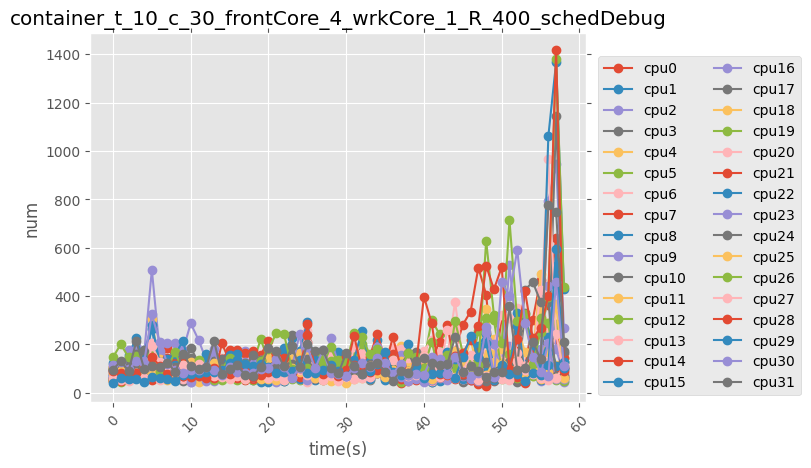 container_t_10_c_30_frontCore_4_wrkCore_1_R_400_schedDebug
num
1400
1200
1000
800
600
400
200
0
0
10
20
30
40
50
60
time(s)
cpu0
cpu1
cpu2
cpu3
cpu4
cpu5
cpu6
cpu7
cpu8
cpu9
cpu10
cpu11
cpu12
cpu13
cpu14
cpu15
cpu16
cpu17
cpu18
cpu19
cpu20
cpu21
cpu22
cpu23
cpu24
cpu25
cpu26
cpu27
cpu28
cpu29
cpu30
cpu31